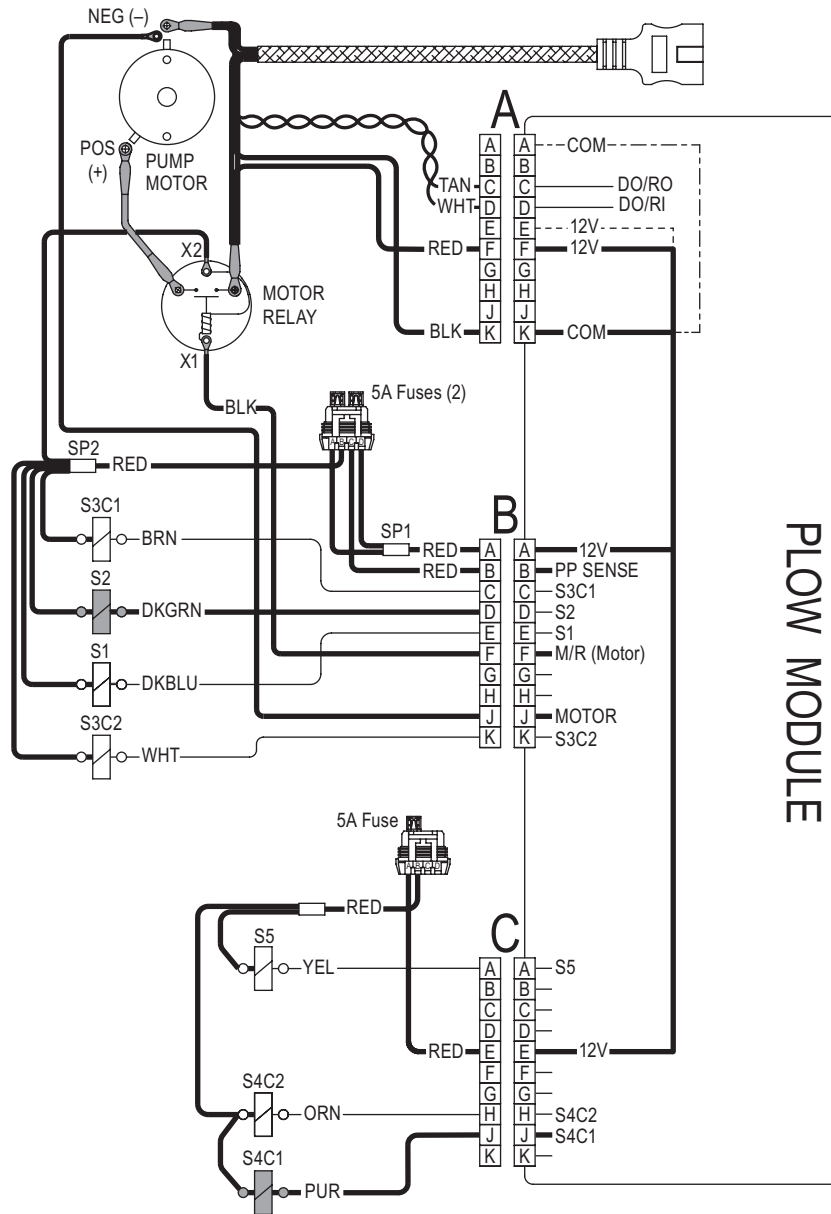 NEG (–)
POS
(+)
PUMP
MOTOR
X2
MOTOR
RELAY
X1
BLK
A
TAN
WHT
RED
BLK
A
B
C
D
E
F
G
H
J
K
A
B
C
D
E
F
G
H
J
K
COM
DO/RO
DO/RI
12V
12V
COM
5A Fuses (2)
A B C D
SP2
RED
SP1
RED
RED
S3C1
BRN
S2
DKGRN
S1
DKBLU
S3C2
WHT
B
A
B
C
D
E
F
G
H
J
K
A
B
C
D
E
F
G
H
J
K
12V
PP SENSE
S3C1
S2
S1
M/R (Motor)
MOTOR
S3C2
PLOW MODULE
5A Fuse
A B C D
RED
S5
YEL
RED
S4C2
ORN
S4C1
PUR
C
A
B
C
D
E
F
G
H
J
K
A
B
C
D
E
F
G
H
J
K
S5
12V
S4C2
S4C1